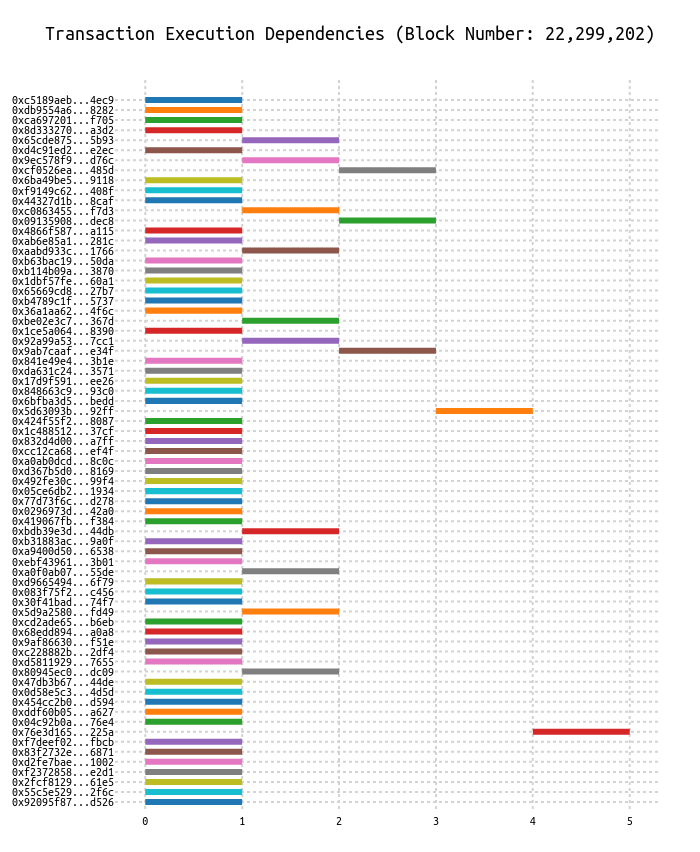 Transaction Execution Dependencies (Block Number: 22,299,202)
0xc5189aeb...4ec9
0xdb9554a6...8282
0xca697201...f705
0x8d333270...a3d2
0x65cde875...5b93
0xd4c91ed2...e2ec
0x9ec578f9...d76c
0xcf0526ea...485d
0x6ba49be5...9118
0xf9149c62...408f
0x44327d1b...8caf
0xc0863455...f7d3
0x09135908...dec8
0x4866f587...a115
0xab6e85a1...281c
0xaabd933c...1766
0xb63bac19...50da
0xb114b09a...3870
0x1dbf57fe...60a1
0x65669cd8...27b7
0xb4789c1f...5737
0x36a1aa62...4f6c
0xbe02e3c7...367d
0x1ce5a064...8390
0x92a99a53...7cc1
0x9ab7caaf...e34f
0x841e49e4...3b1e
0xda631c24...3571
0x17d9f591...ee26
0x848663c9...93c0
0x6bfba3d5...bedd
0x5d63093b...92ff
0x424f55f2...8087
0x1c488512...37cf
0x832d4d00...a7ff
0xcc12ca68...ef4f
0xa0ab0dcd...8c0c
0xd367b5d0...8169
0x492fe30c...99f4
0x05ce6db2...1934
0x77d73f6c...d278
0x0296973d...42a0
0x419067fb...f384
0xbdb39e3d...44db
0xb31883ac...9a0f
0xa9400d50...6538
0xebf43961...3b01
0xa0f0ab07...55de
0xd9665494...6f79
0x083f75f2...c456
0x30f41bad...74f7
0x5d9a2580...fd49
0xcd2ade65...b6eb
0x68edd894...a0a8
0x9af86630...f51e
0xc228882b...2df4
0xd5811929...7655
0x80945ec0...dc09
0x47db3b67...44de
0x0d58e5c3...4d5d
0x454cc2b0...d594
0xddf60b05...a627
0x04c92b0a...76e4
0x76e3d165...225a
0xf7deef02...fbcb
0x83f2732e...6871
0xd2fe7bae...1002
0xf2372858...e2d1
0x2fcf8129...61e5
0x55c5e529...2f6c
0x92095f87...d526
0 1 2 3 4 5